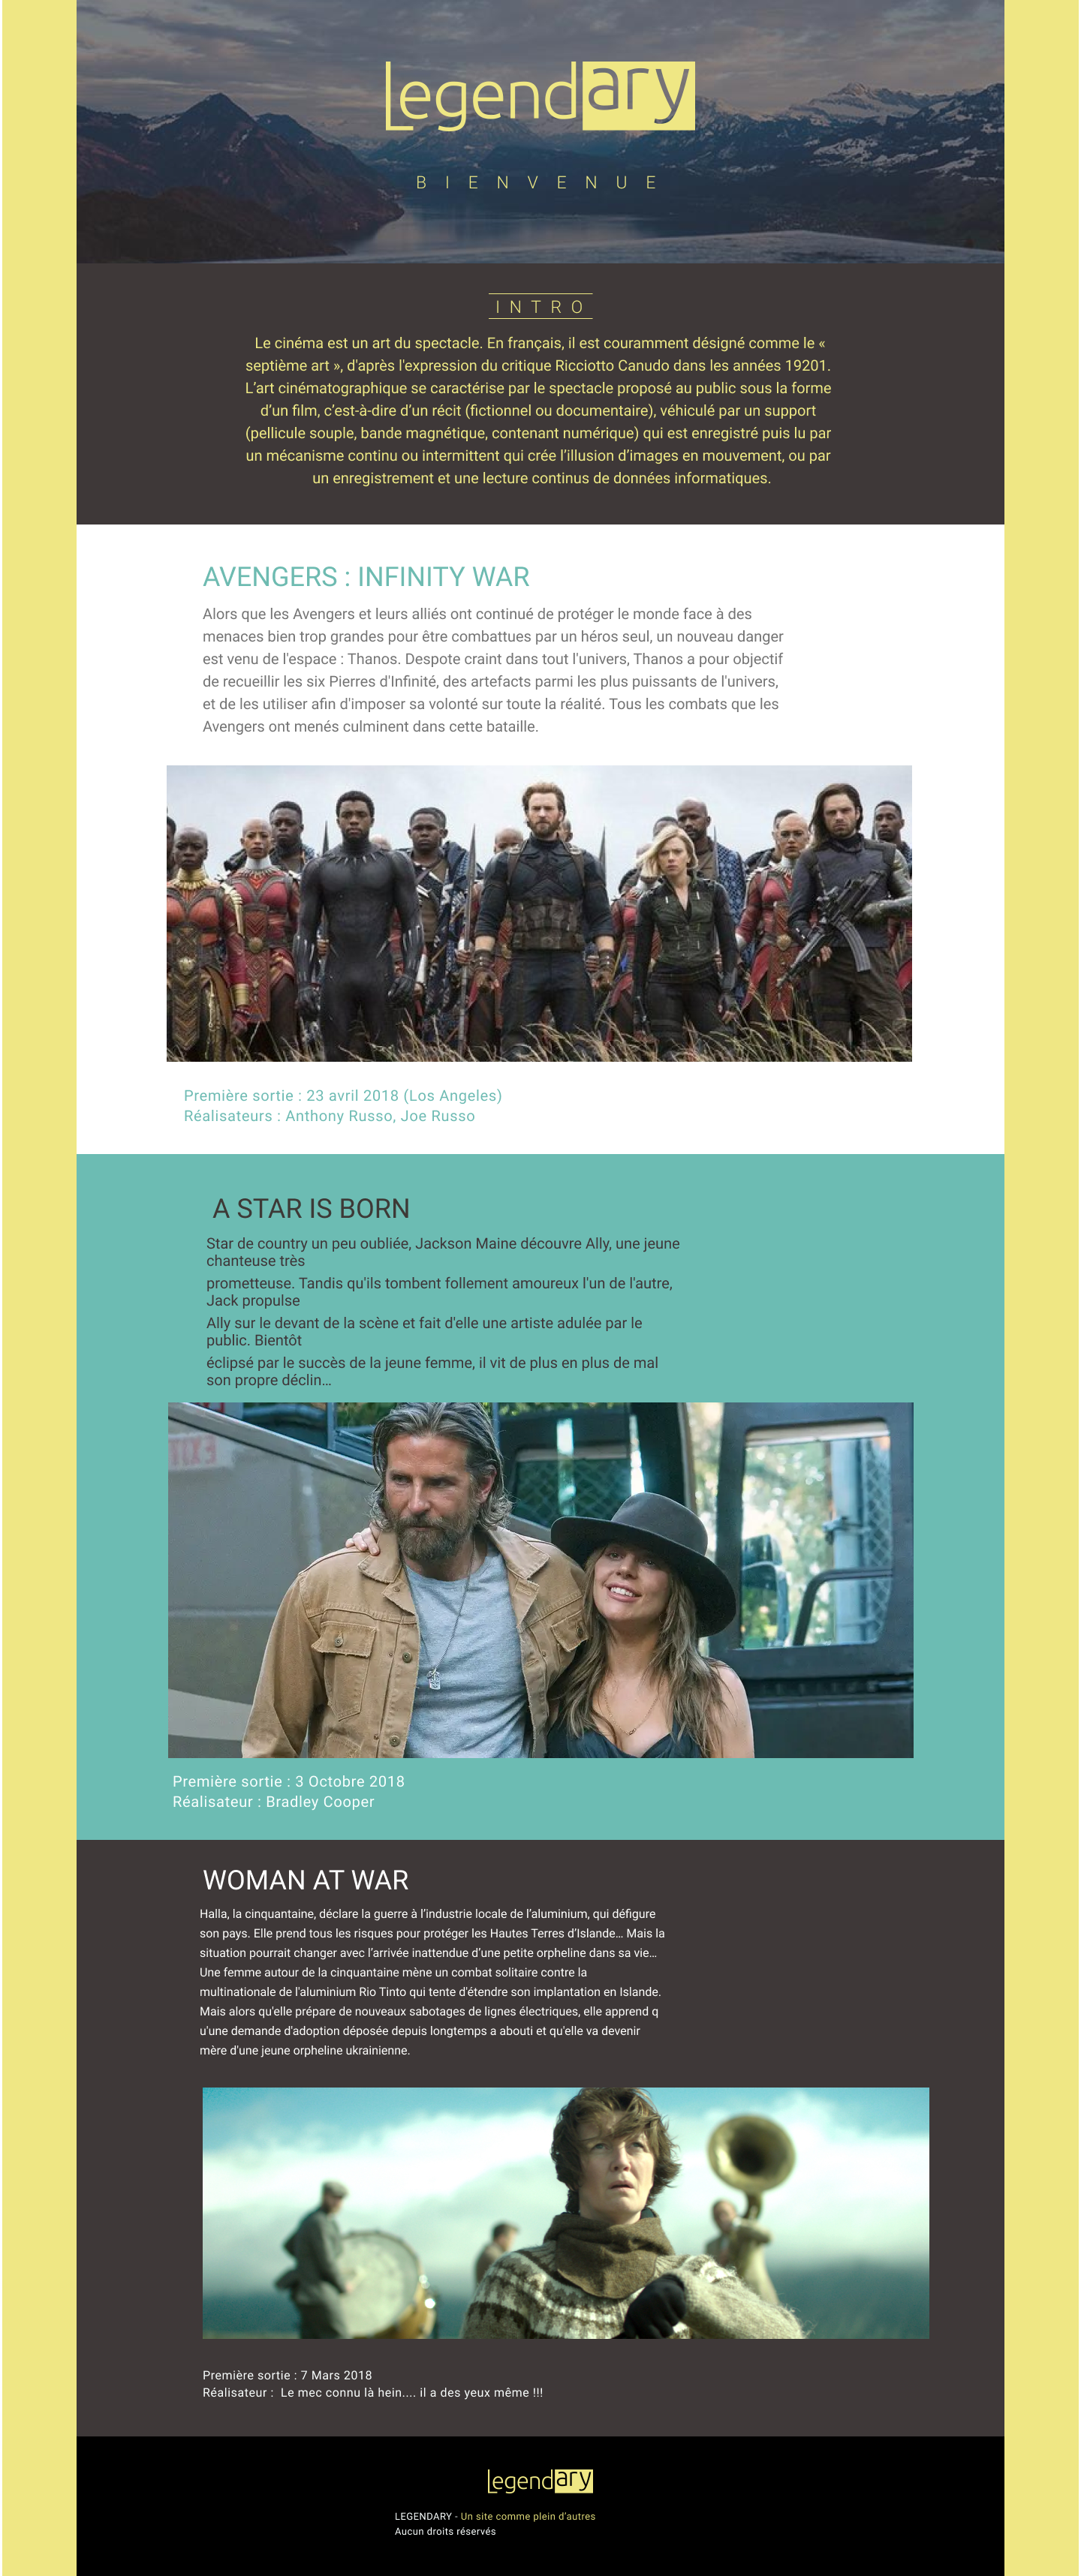 legendary
BIENVENUE
INTRO
Le cinéma est un art du spectacle. En français, il est couramment désigné comme le «
septième art », d'après l'expression du critique Ricciotto Canudo dans les années 19201.
L’art cinématographique se caractérise par le spectacle proposé au public sous la forme
d’un film, c’est-à-dire d’un récit (fictionnel ou documentaire), véhiculé par un support
(pellicule souple, bande magnétique, contenant numérique) qui est enregistré puis lu par
un mécanisme continu ou intermittent qui crée l’illusion d’images en mouvement, ou par
un enregistrement et une lecture continus de données informatiques.
AVENGERS : INFINITY WAR
Alors que les Avengers et leurs alliés ont continué de protéger le monde face à des
menaces bien trop grandes pour être combattues par un héros seul, un nouveau danger
est venu de l'espace : Thanos. Despote craint dans tout l'univers, Thanos a pour objectif
de recueillir les six Pierres d'Infinité, des artefacts parmi les plus puissants de l'univers,
et de les utiliser afin d'imposer sa volonté sur toute la réalité. Tous les combats que les
Avengers ont menés culminent dans cette bataille.
Première sortie : 23 avril 2018 (Los Angeles)
Réalisateurs : Anthony Russo, Joe Russo
A STAR IS BORN
Star de country un peu oubliée, Jackson Maine découvre Ally, une jeune
chanteuse très
prometteuse. Tandis qu'ils tombent follement amoureux l'un de l'autre,
Jack propulse
Ally sur le devant de la scène et fait d'elle une artiste adulée par le
public. Bientôt
éclipsé par le succès de la jeune femme, il vit de plus en plus de mal
son propre déclin…
EXIT
Première sortie : 3 Octobre 2018
Réalisateur : Bradley Cooper
WOMAN AT WAR
Halla, la cinquantaine, déclare la guerre à l’industrie locale de l’aluminium, qui défigure
son pays. Elle prend tous les risques pour protéger les Hautes Terres d’Islande… Mais la
situation pourrait changer avec l’arrivée inattendue d’une petite orpheline dans sa vie…
Une femme autour de la cinquantaine mène un combat solitaire contre la
multinationale de l'aluminium Rio Tinto qui tente d'étendre son implantation en Islande.
Mais alors qu'elle prépare de nouveaux sabotages de lignes électriques, elle apprend q
u'une demande d'adoption déposée depuis longtemps a abouti et qu'elle va devenir
mère d'une jeune orpheline ukrainienne.
Première sortie : 7 Mars 2018
Réalisateur :  Le mec connu là hein.... il a des yeux même !!!
legendary
LEGENDARY - Un site comme plein d’autres
Aucun droits réservés